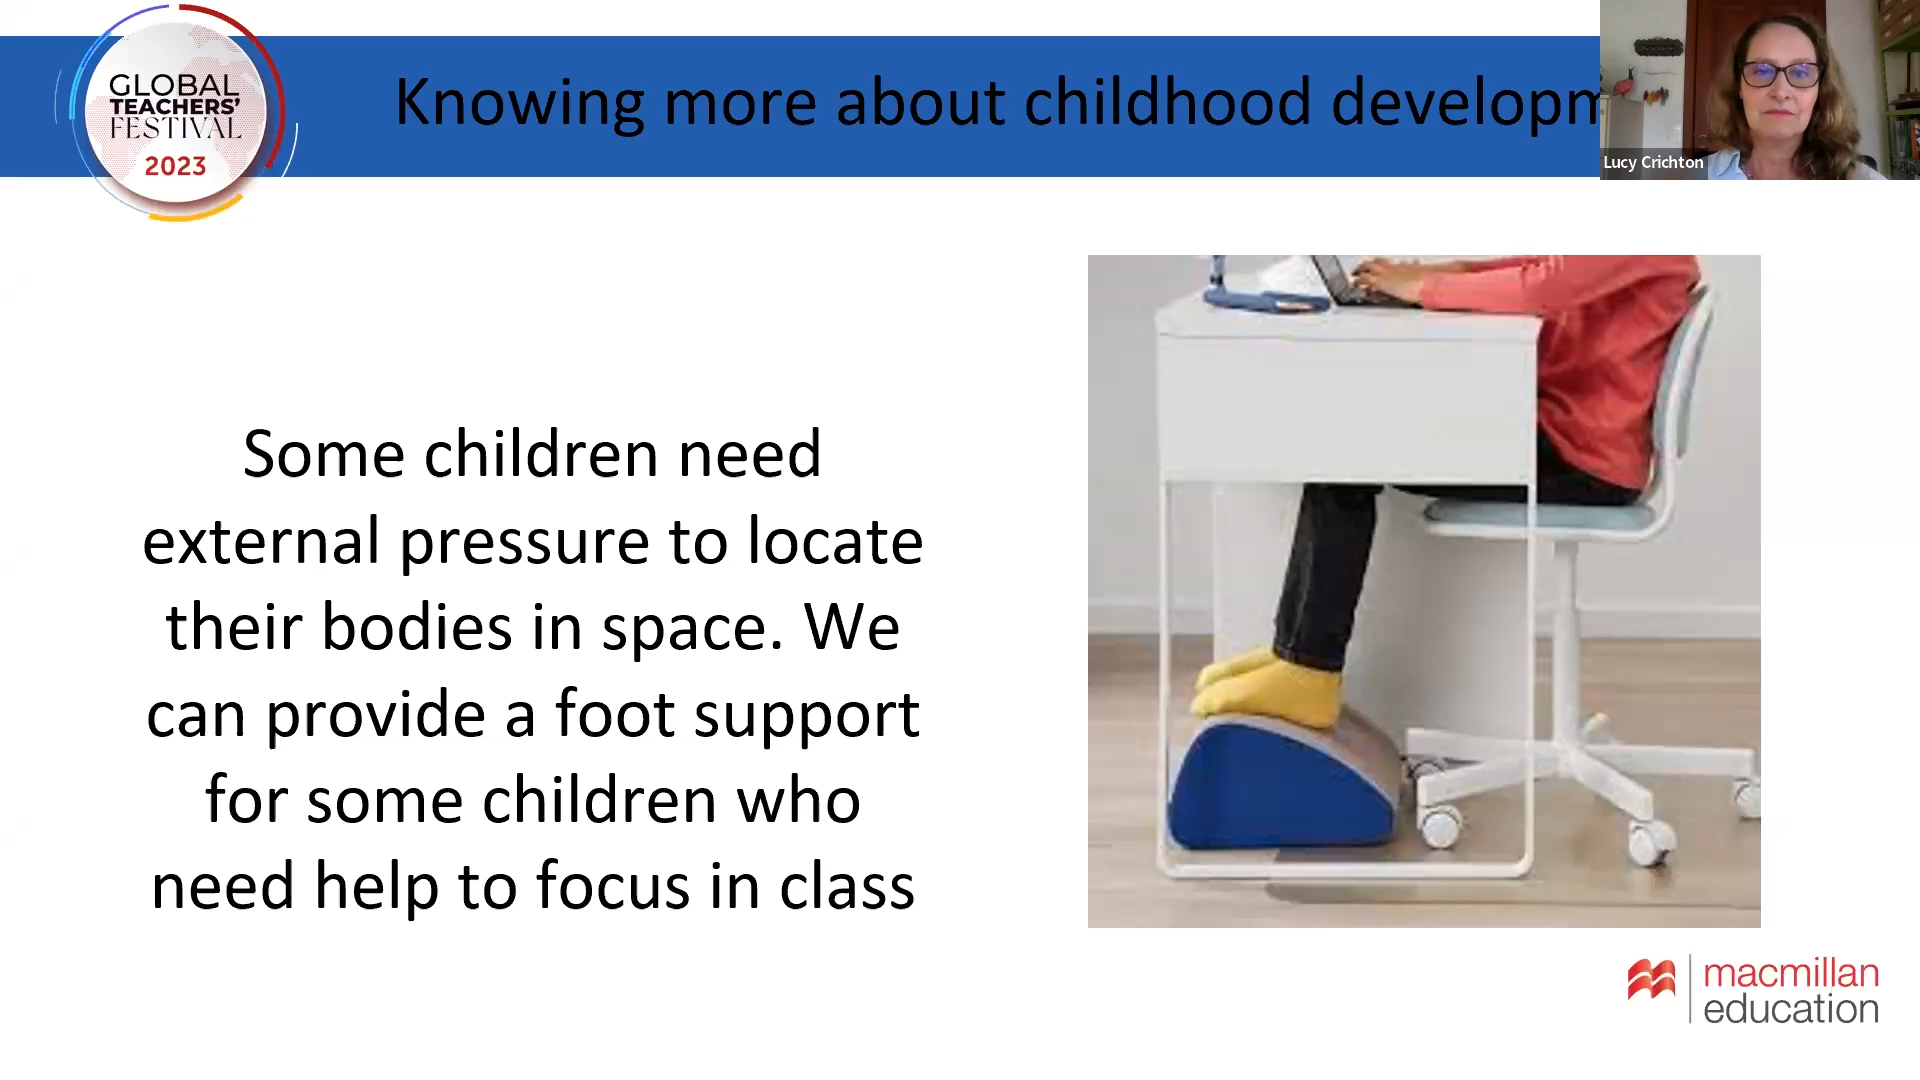 GLOBAL
TEACHERS'
FESTIVAL
2023
Knowing more about childhood developm
Lucy Crichton
Some children need
external pressure to locate
their bodies in space. We
can provide a foot support
for some children who
need help to focus in class
macmillan
education